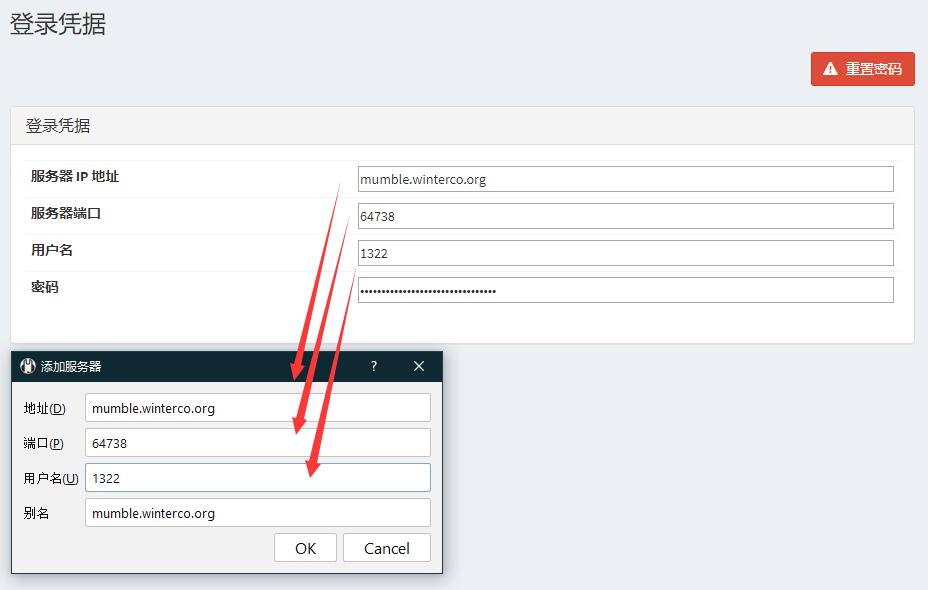 登录凭据
重置密码
登录凭据
服务器 IP 地址 mumble.winterco.org
服务器端口 64738
用户名 1322
密码 ••••••••••••••••••••••••••••••••
添加服务器 ?
地址(D) mumble.winterco.org
端口(P) 64738
用户名(U) 1322
别名 mumble.winterco.org
OK Cancel